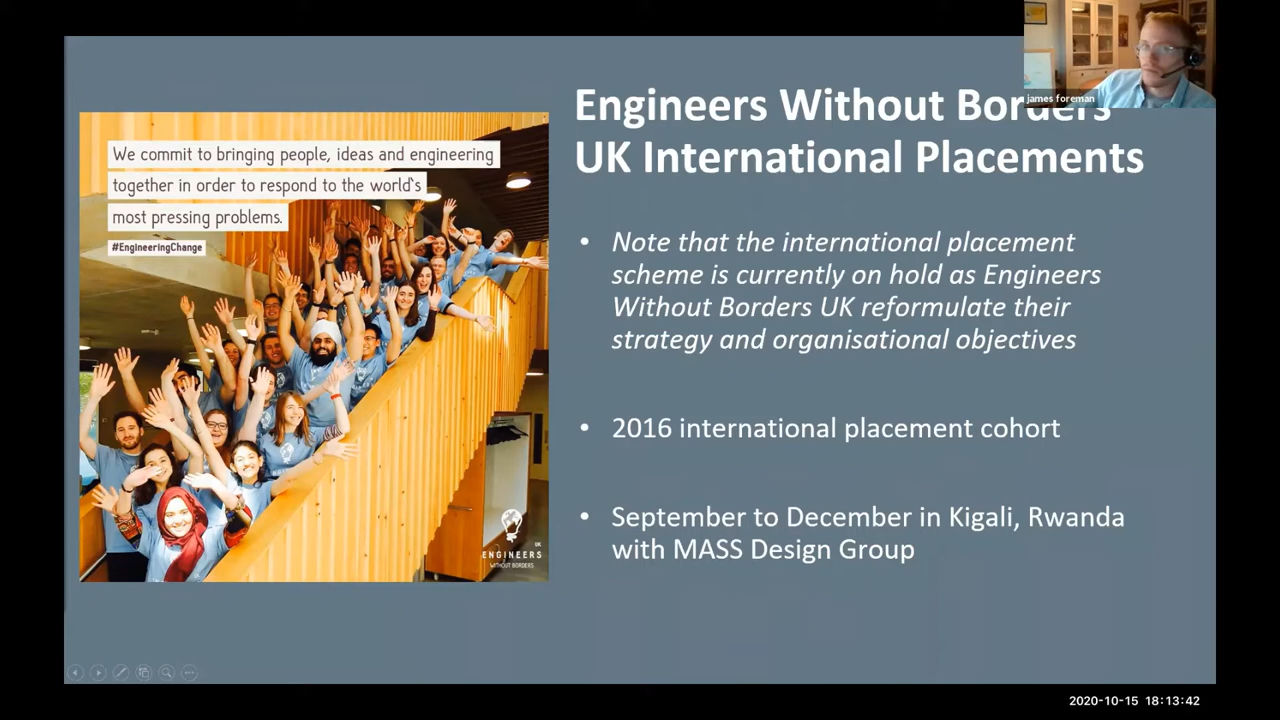 james foreman
Engineers Without Borders
UK International Placements
We commit to bringing people, ideas and engineering
together in order to respond to the world's
most pressing problems.
#EngineeringChange
• Note that the international placement
scheme is currently on hold as Engineers
Without Borders UK reformulate their
strategy and organisational objectives
• 2016 international placement cohort
• September to December in Kigali, Rwanda
with MASS Design Group
UK
ENGINEERS
WITHOUT BORDERS
2020-10-15 18:13:42